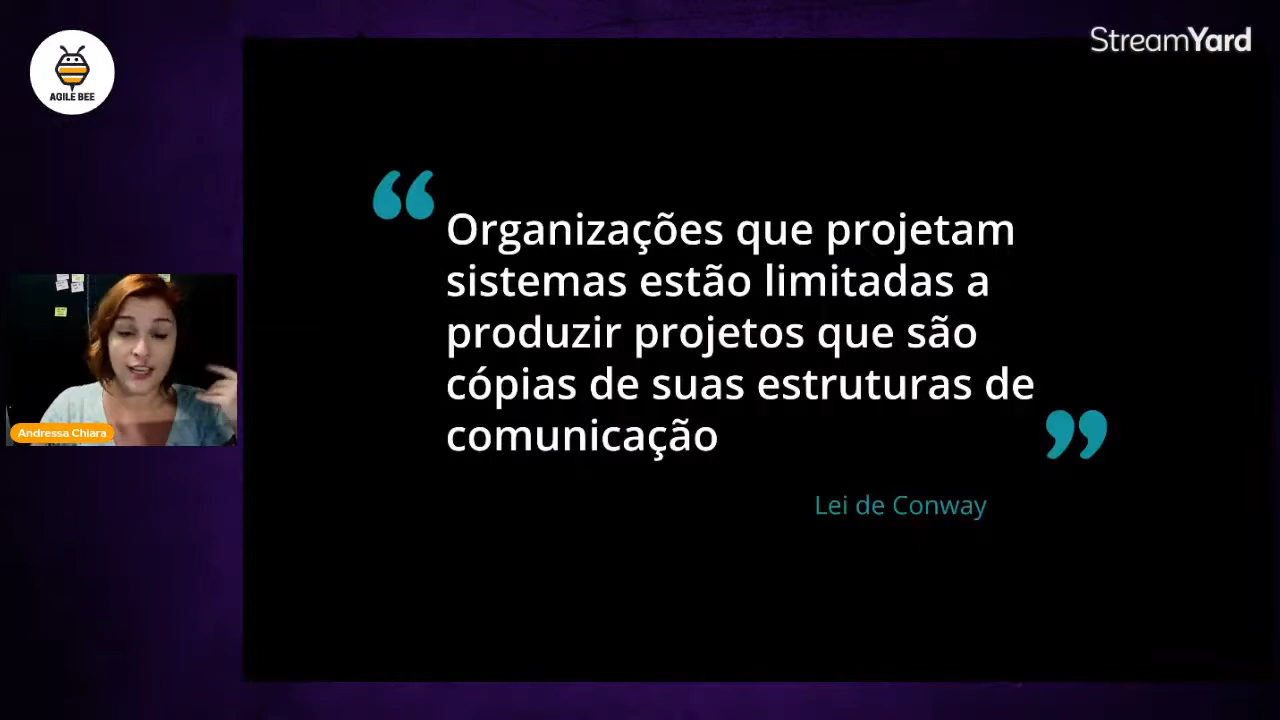 AGILE BEE
StreamYard
“Organizações que projetam
sistemas estão limitadas a
produzir projetos que são
cópias de suas estruturas de
comunicação”
Lei de Conway
Andressa Chiara